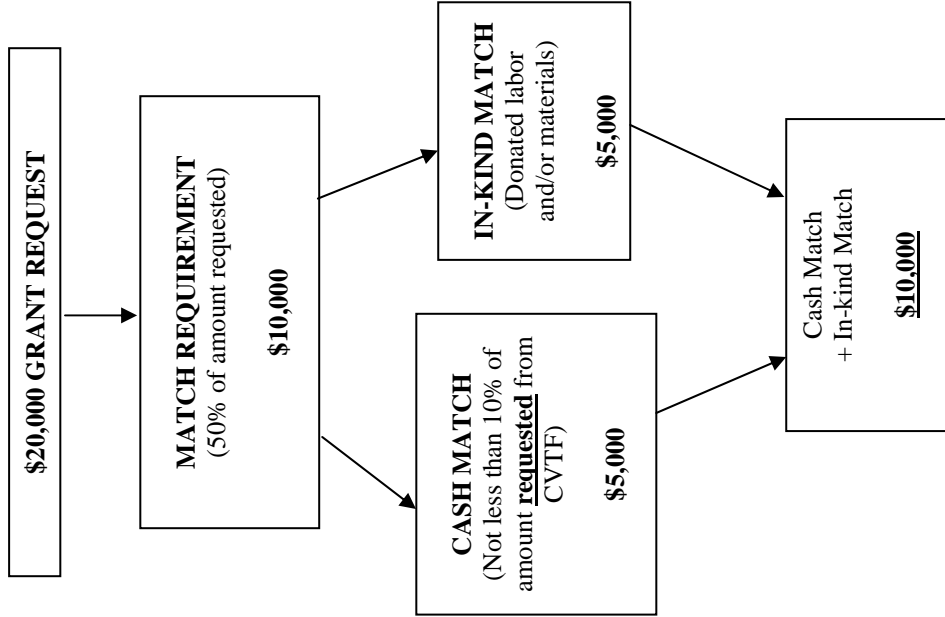 $20,000 GRANT REQUEST
MATCH REQUIREMENT
(50% of amount requested)
$10,000
CASH MATCH
(Not less than 10% of
amount requested from
CVTF)
$5,000
IN-KIND MATCH
(Donated labor
and/or materials)
$5,000
Cash Match
+ In-kind Match
$10,000